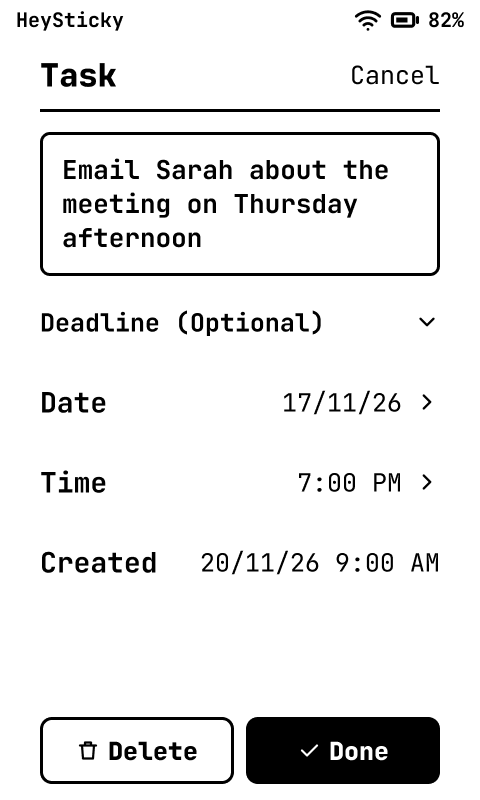 HeySticky 82%
Task Cancel
Email Sarah about the
meeting on Thursday
afternoon
Deadline (Optional)
Date 17/11/26
Time 7:00 PM
Created 20/11/26 9:00 AM
Delete Done